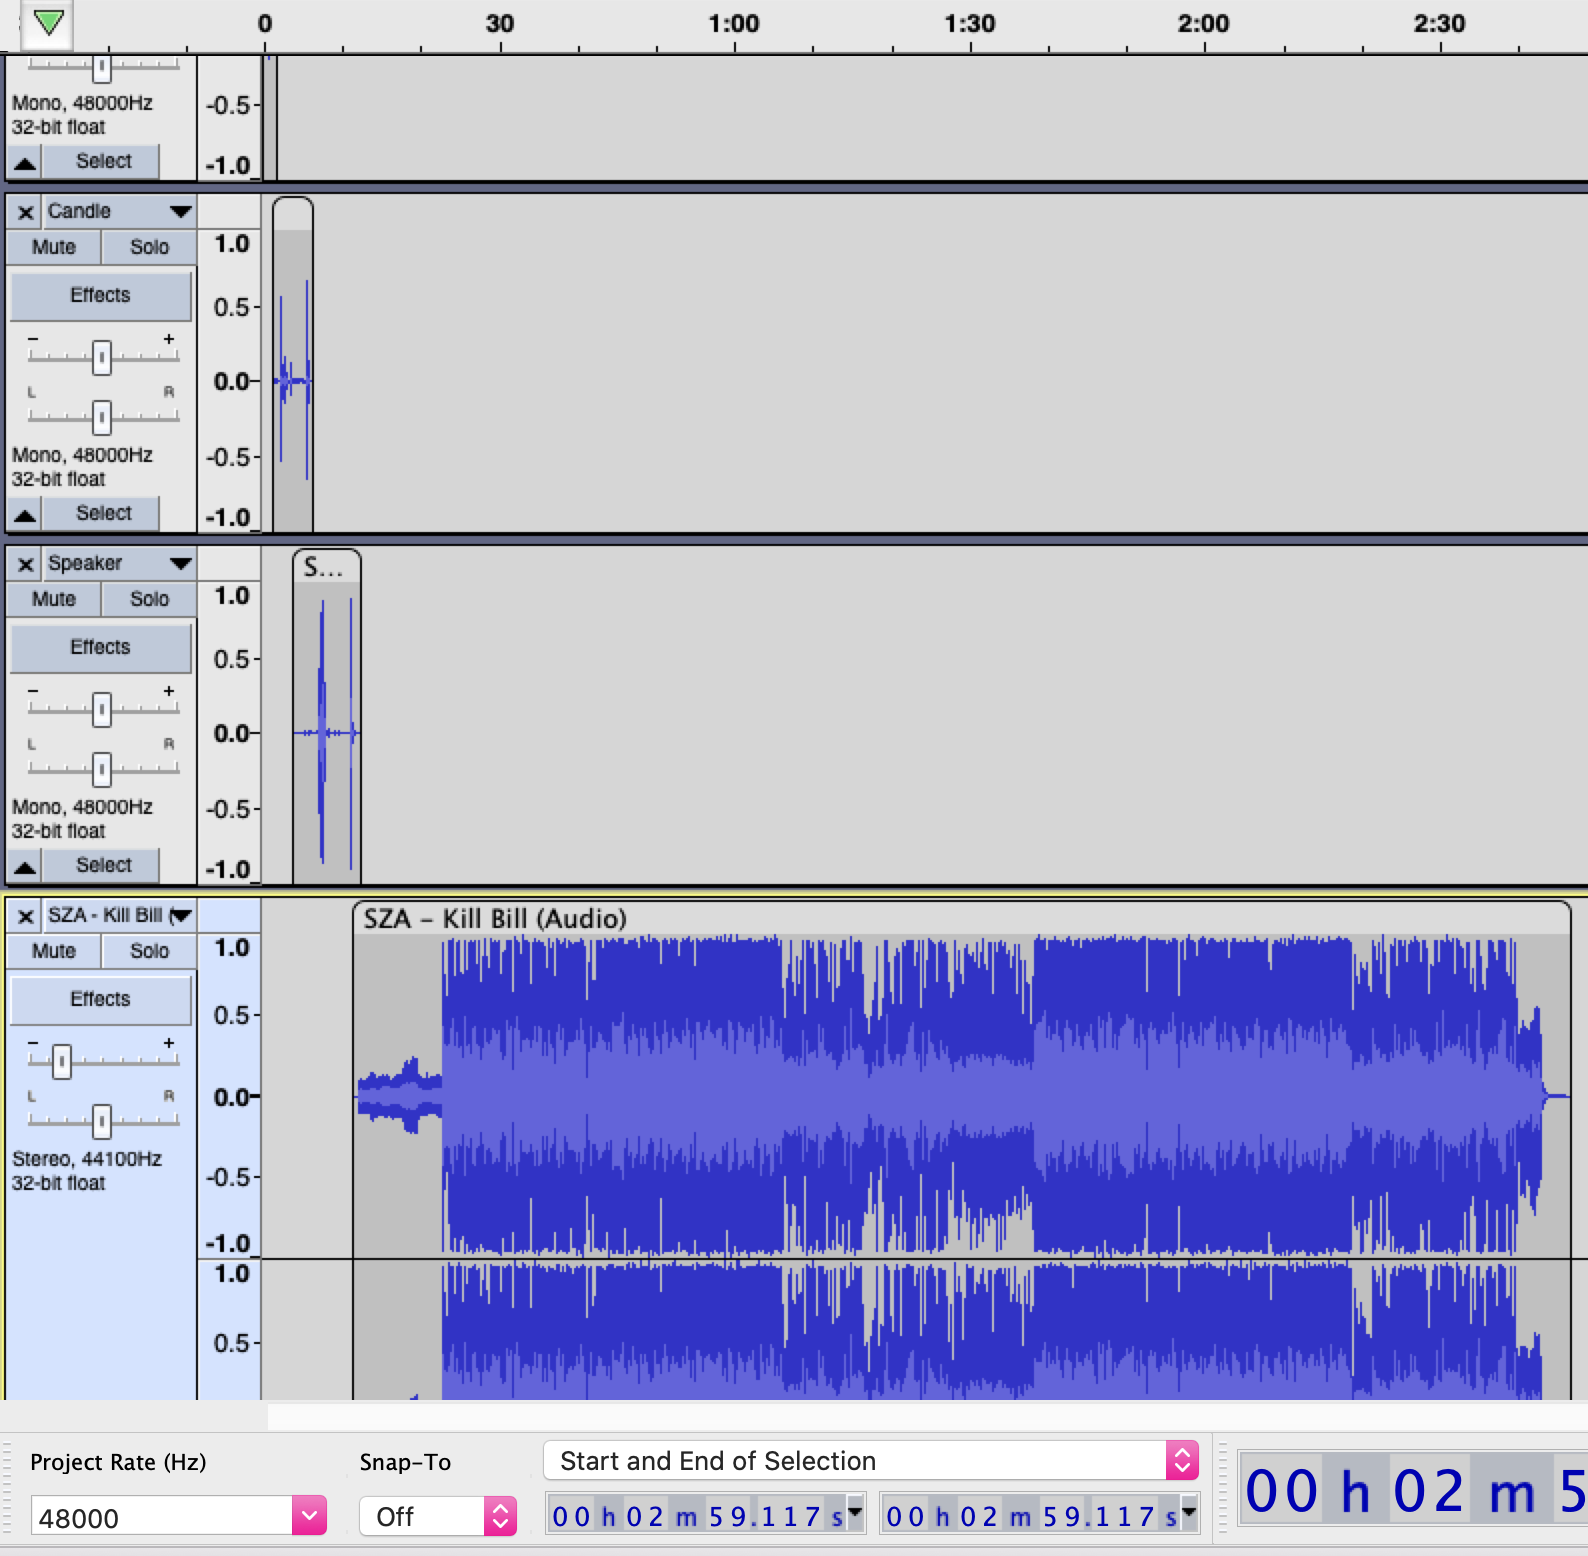 0 30 1:00 1:30 2:00 2:30
Mono, 48000Hz
32-bit float
Select
-0.5
-1.0
Candle
Mute Solo
Effects
- +
L R
Mono, 48000Hz
32-bit float
Select
1.0
0.5
0.0
-0.5
-1.0
Speaker
Mute Solo
Effects
- +
L R
Mono, 48000Hz
32-bit float
Select
1.0
0.5
0.0
-0.5
-1.0
S...
SZA - Kill Bill (
Mute Solo
Effects
- +
L R
Stereo, 44100Hz
32-bit float
1.0
0.5
0.0
-0.5
-1.0
1.0
0.5
SZA – Kill Bill (Audio)
Project Rate (Hz)
48000
Snap-To
Off
Start and End of Selection
00 h 02 m 59.117 s
00 h 02 m 59.117 s
00 h 02 m 5